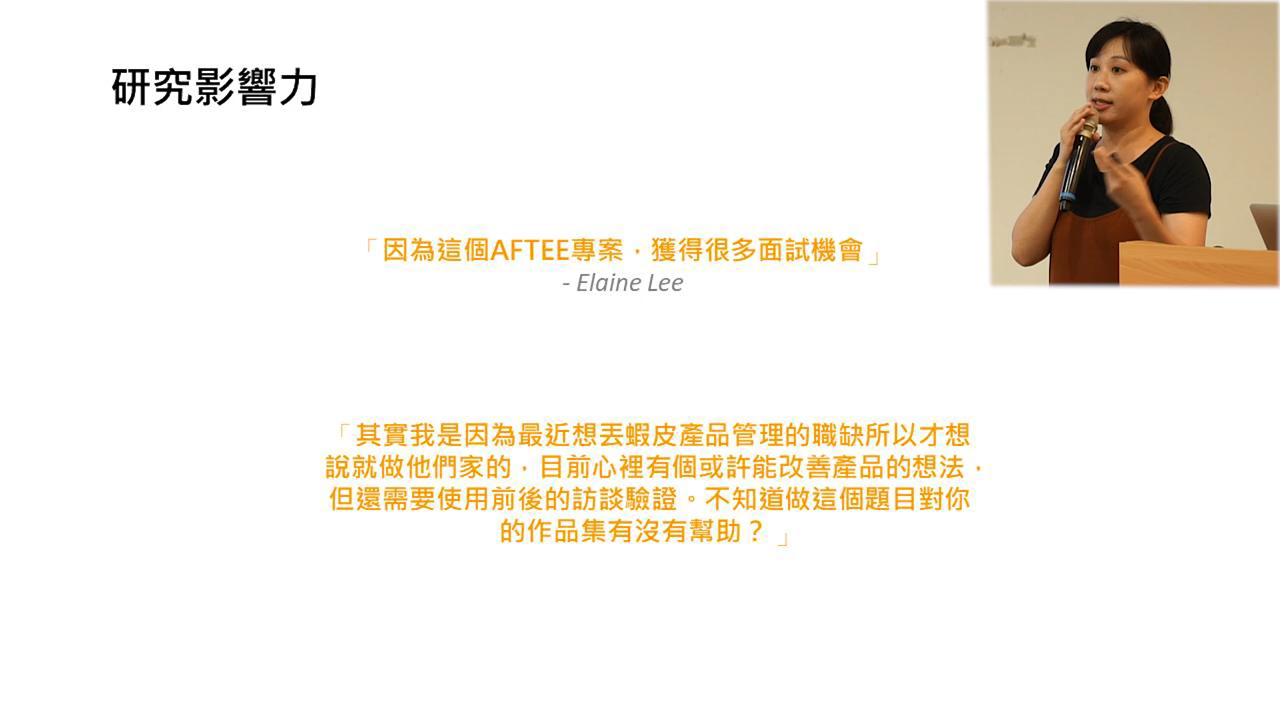 研究影響力
「因為這個AFTEE專案，獲得很多面試機會」
- Elaine Lee
「其實我是因為最近想丟蝦皮產品管理的職缺所以才想
說就做他們家的，目前心裡有個或許能改善產品的想法，
但還需要使用前後的訪談驗證。不知道做這個題目對你
的作品集有沒有幫助？」